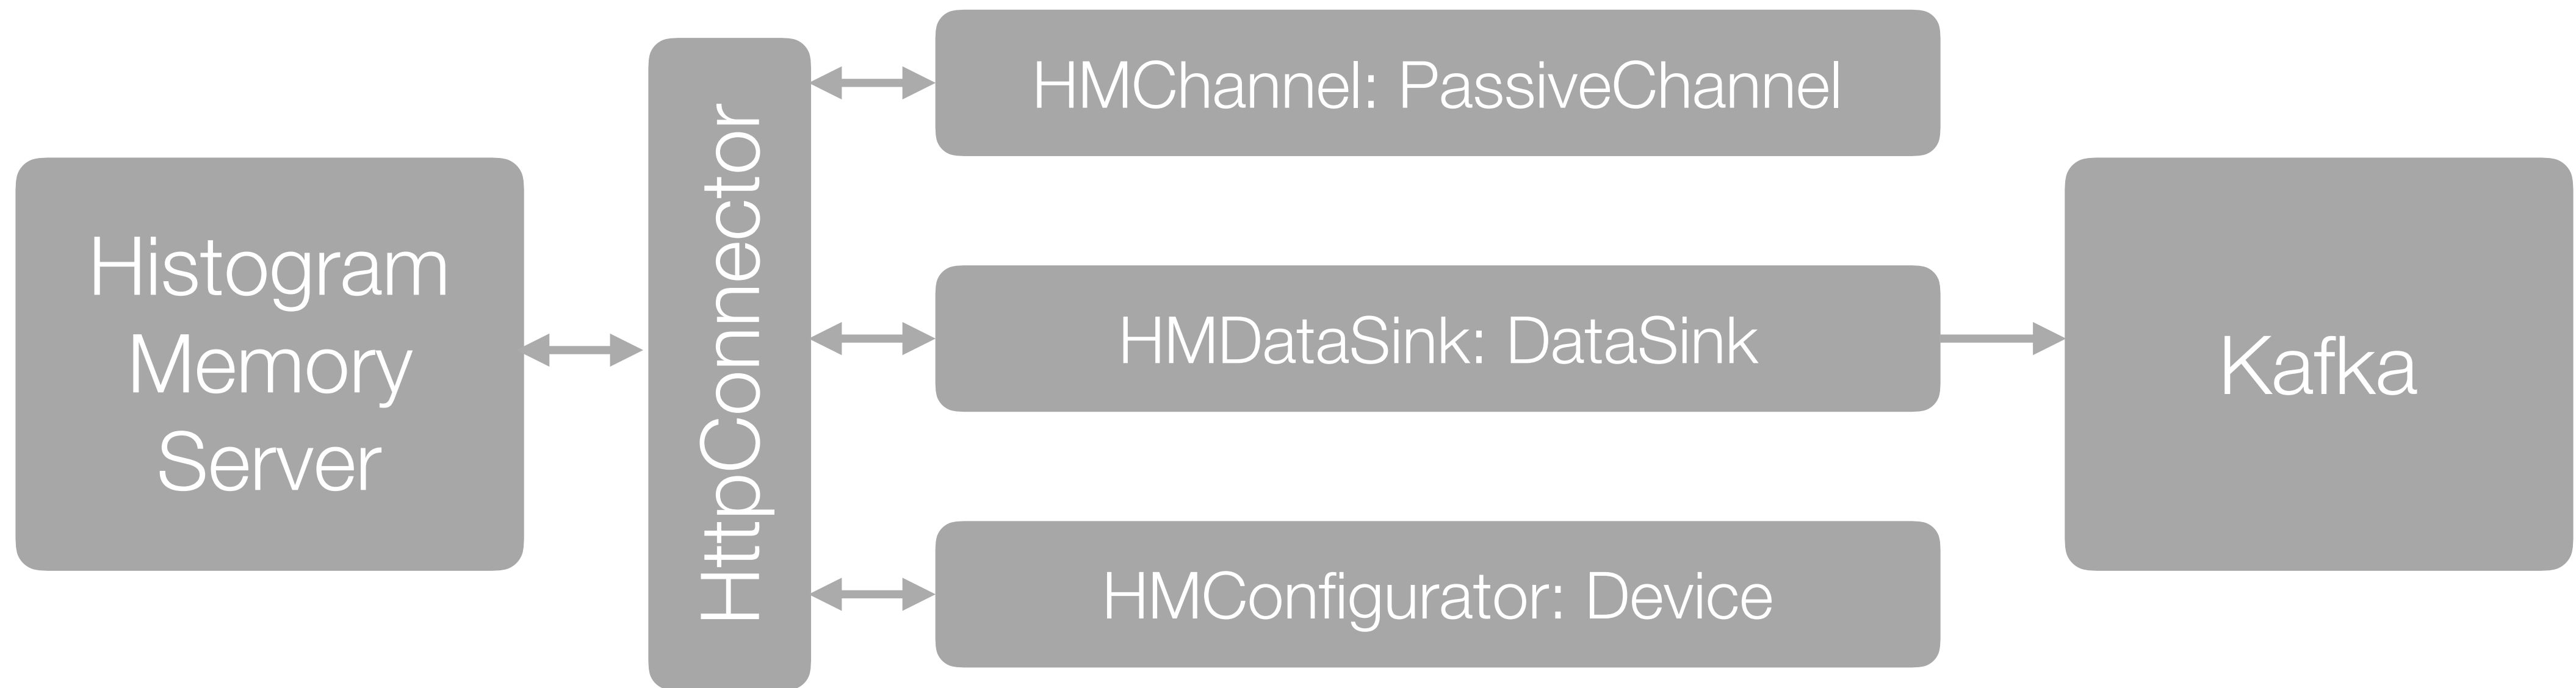 Histogram
Memory
Server
HttpConnector
HMChannel: PassiveChannel
HMDataSink: DataSink
HMConfigurator: Device
Kafka